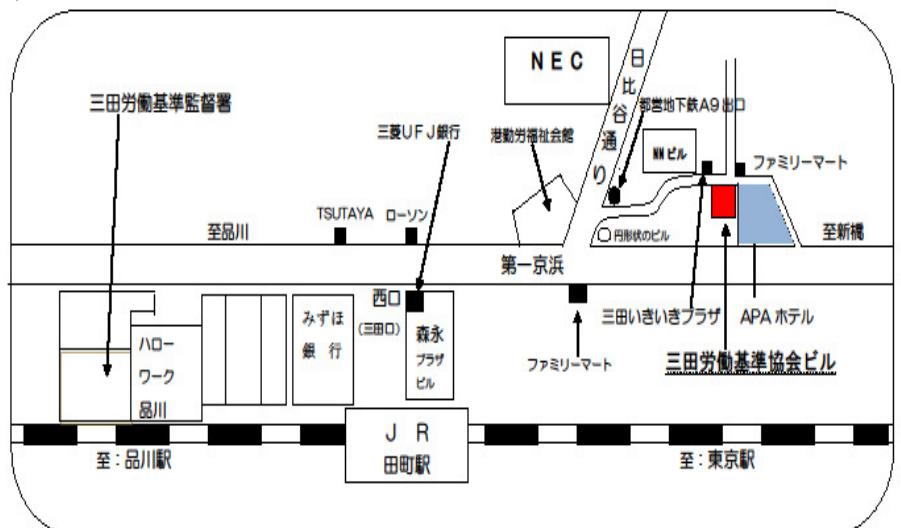 NEC
日比谷通り
三田労働基準監督署
都営地下鉄A9出口
三菱UFJ銀行
港勤労福祉会館
NNビル
ファミリーマート
TSUTAYA ローソン
至品川
円形状のビル
至新橋
第一京浜
西口
(三田口)
みずほ
銀行
森永
プラザ
ビル
三田いきいきプラザ
APAホテル
ハロー
ワーク
品川
ファミリーマート
三田労働基準協会ビル
JR
田町駅
至:品川駅
至:東京駅